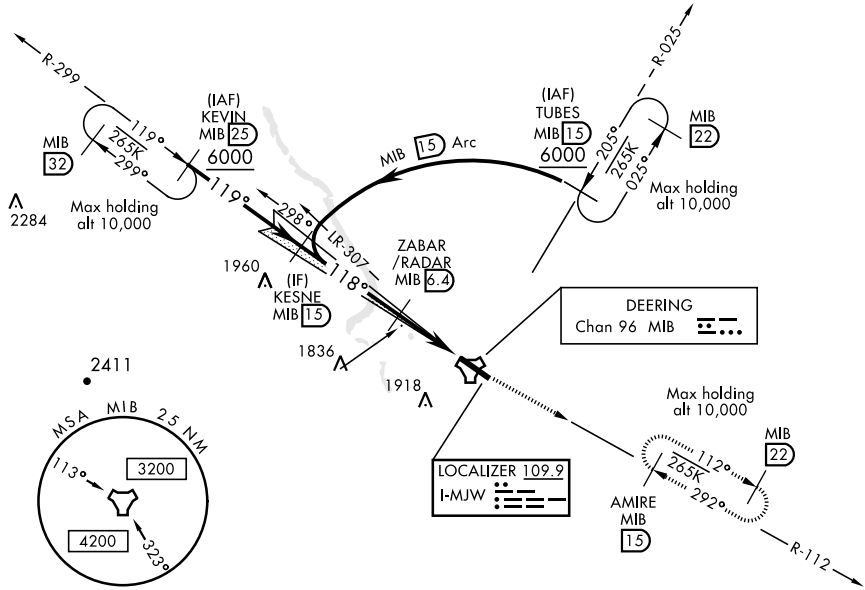 R-299
(IAF)
KEVIN
MIB 25
6000
119°
265K
299°
MIB
32
119°
Max holding
alt 10,000
2284
MIB 15 Arc
(IAF)
TUBES
MIB 15
6000
R-025
MIB
22
205°
265K
025°
Max holding
alt 10,000
298°
LR-307
1960
(IF)
KESNE
MIB 15
118°
ZABAR
/RADAR
MIB 6.4
1836
1918
DEERING
Chan 96 MIB
2411
MSA MIB 25 NM
113°
3200
4200
323°
LOCALIZER 109.9
I-MJW
Max holding
alt 10,000
MIB
22
112°
265K
292°
AMIRE
MIB
15
R-112